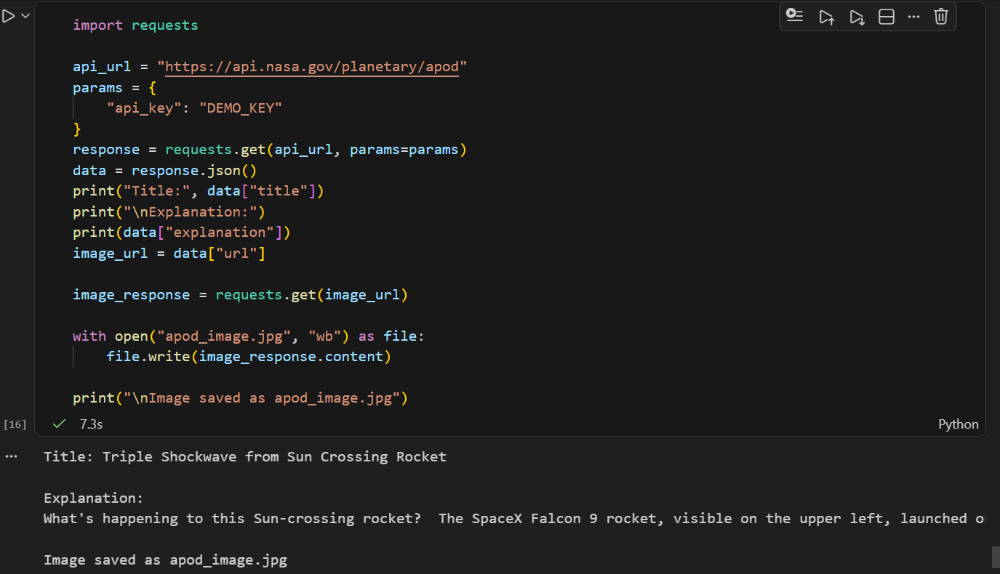 import requests
api_url = "https://api.nasa.gov/planetary/apod"
params = {
    "api_key": "DEMO_KEY"
}
response = requests.get(api_url, params=params)
data = response.json()
print("Title:", data["title"])
print("\nExplanation:")
print(data["explanation"])
image_url = data["url"]
image_response = requests.get(image_url)
with open("apod_image.jpg", "wb") as file:
    file.write(image_response.content)
print("\nImage saved as apod_image.jpg")
[16] 7.3s Python
Title: Triple Shockwave from Sun Crossing Rocket
Explanation:
What's happening to this Sun-crossing rocket?  The SpaceX Falcon 9 rocket, visible on the upper left, launched
Image saved as apod_image.jpg